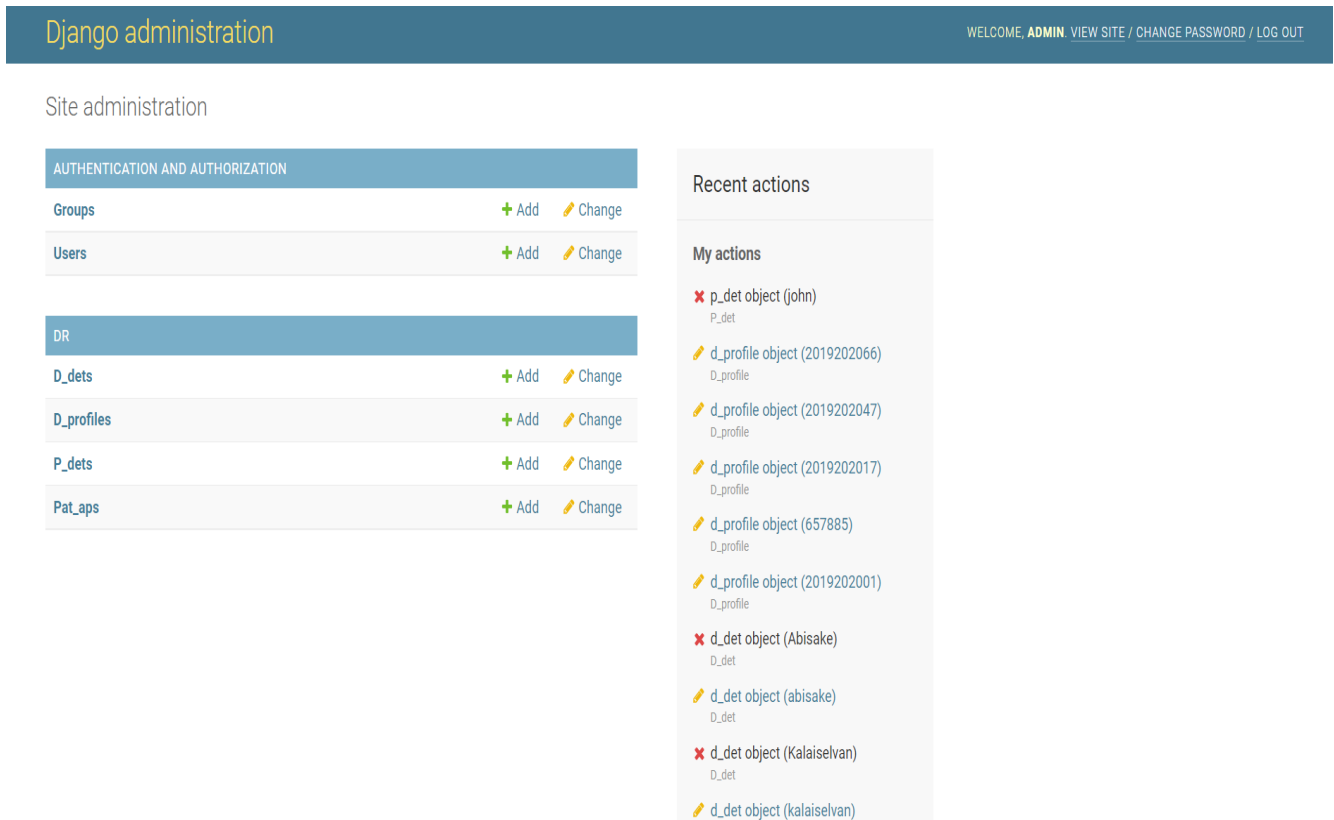 Django administration
WELCOME, ADMIN. VIEW SITE / CHANGE PASSWORD / LOG OUT
Site administration
AUTHENTICATION AND AUTHORIZATION
Groups Add Change
Users Add Change
DR
D_dets Add Change
D_profiles Add Change
P_dets Add Change
Pat_aps Add Change
Recent actions
My actions
p_det object (john)
P_det
d_profile object (2019202066)
D_profile
d_profile object (2019202047)
D_profile
d_profile object (2019202017)
D_profile
d_profile object (657885)
D_profile
d_profile object (2019202001)
D_profile
d_det object (Abisake)
D_det
d_det object (abisake)
D_det
d_det object (Kalaiselvan)
D_det
d_det object (kalaiselvan)